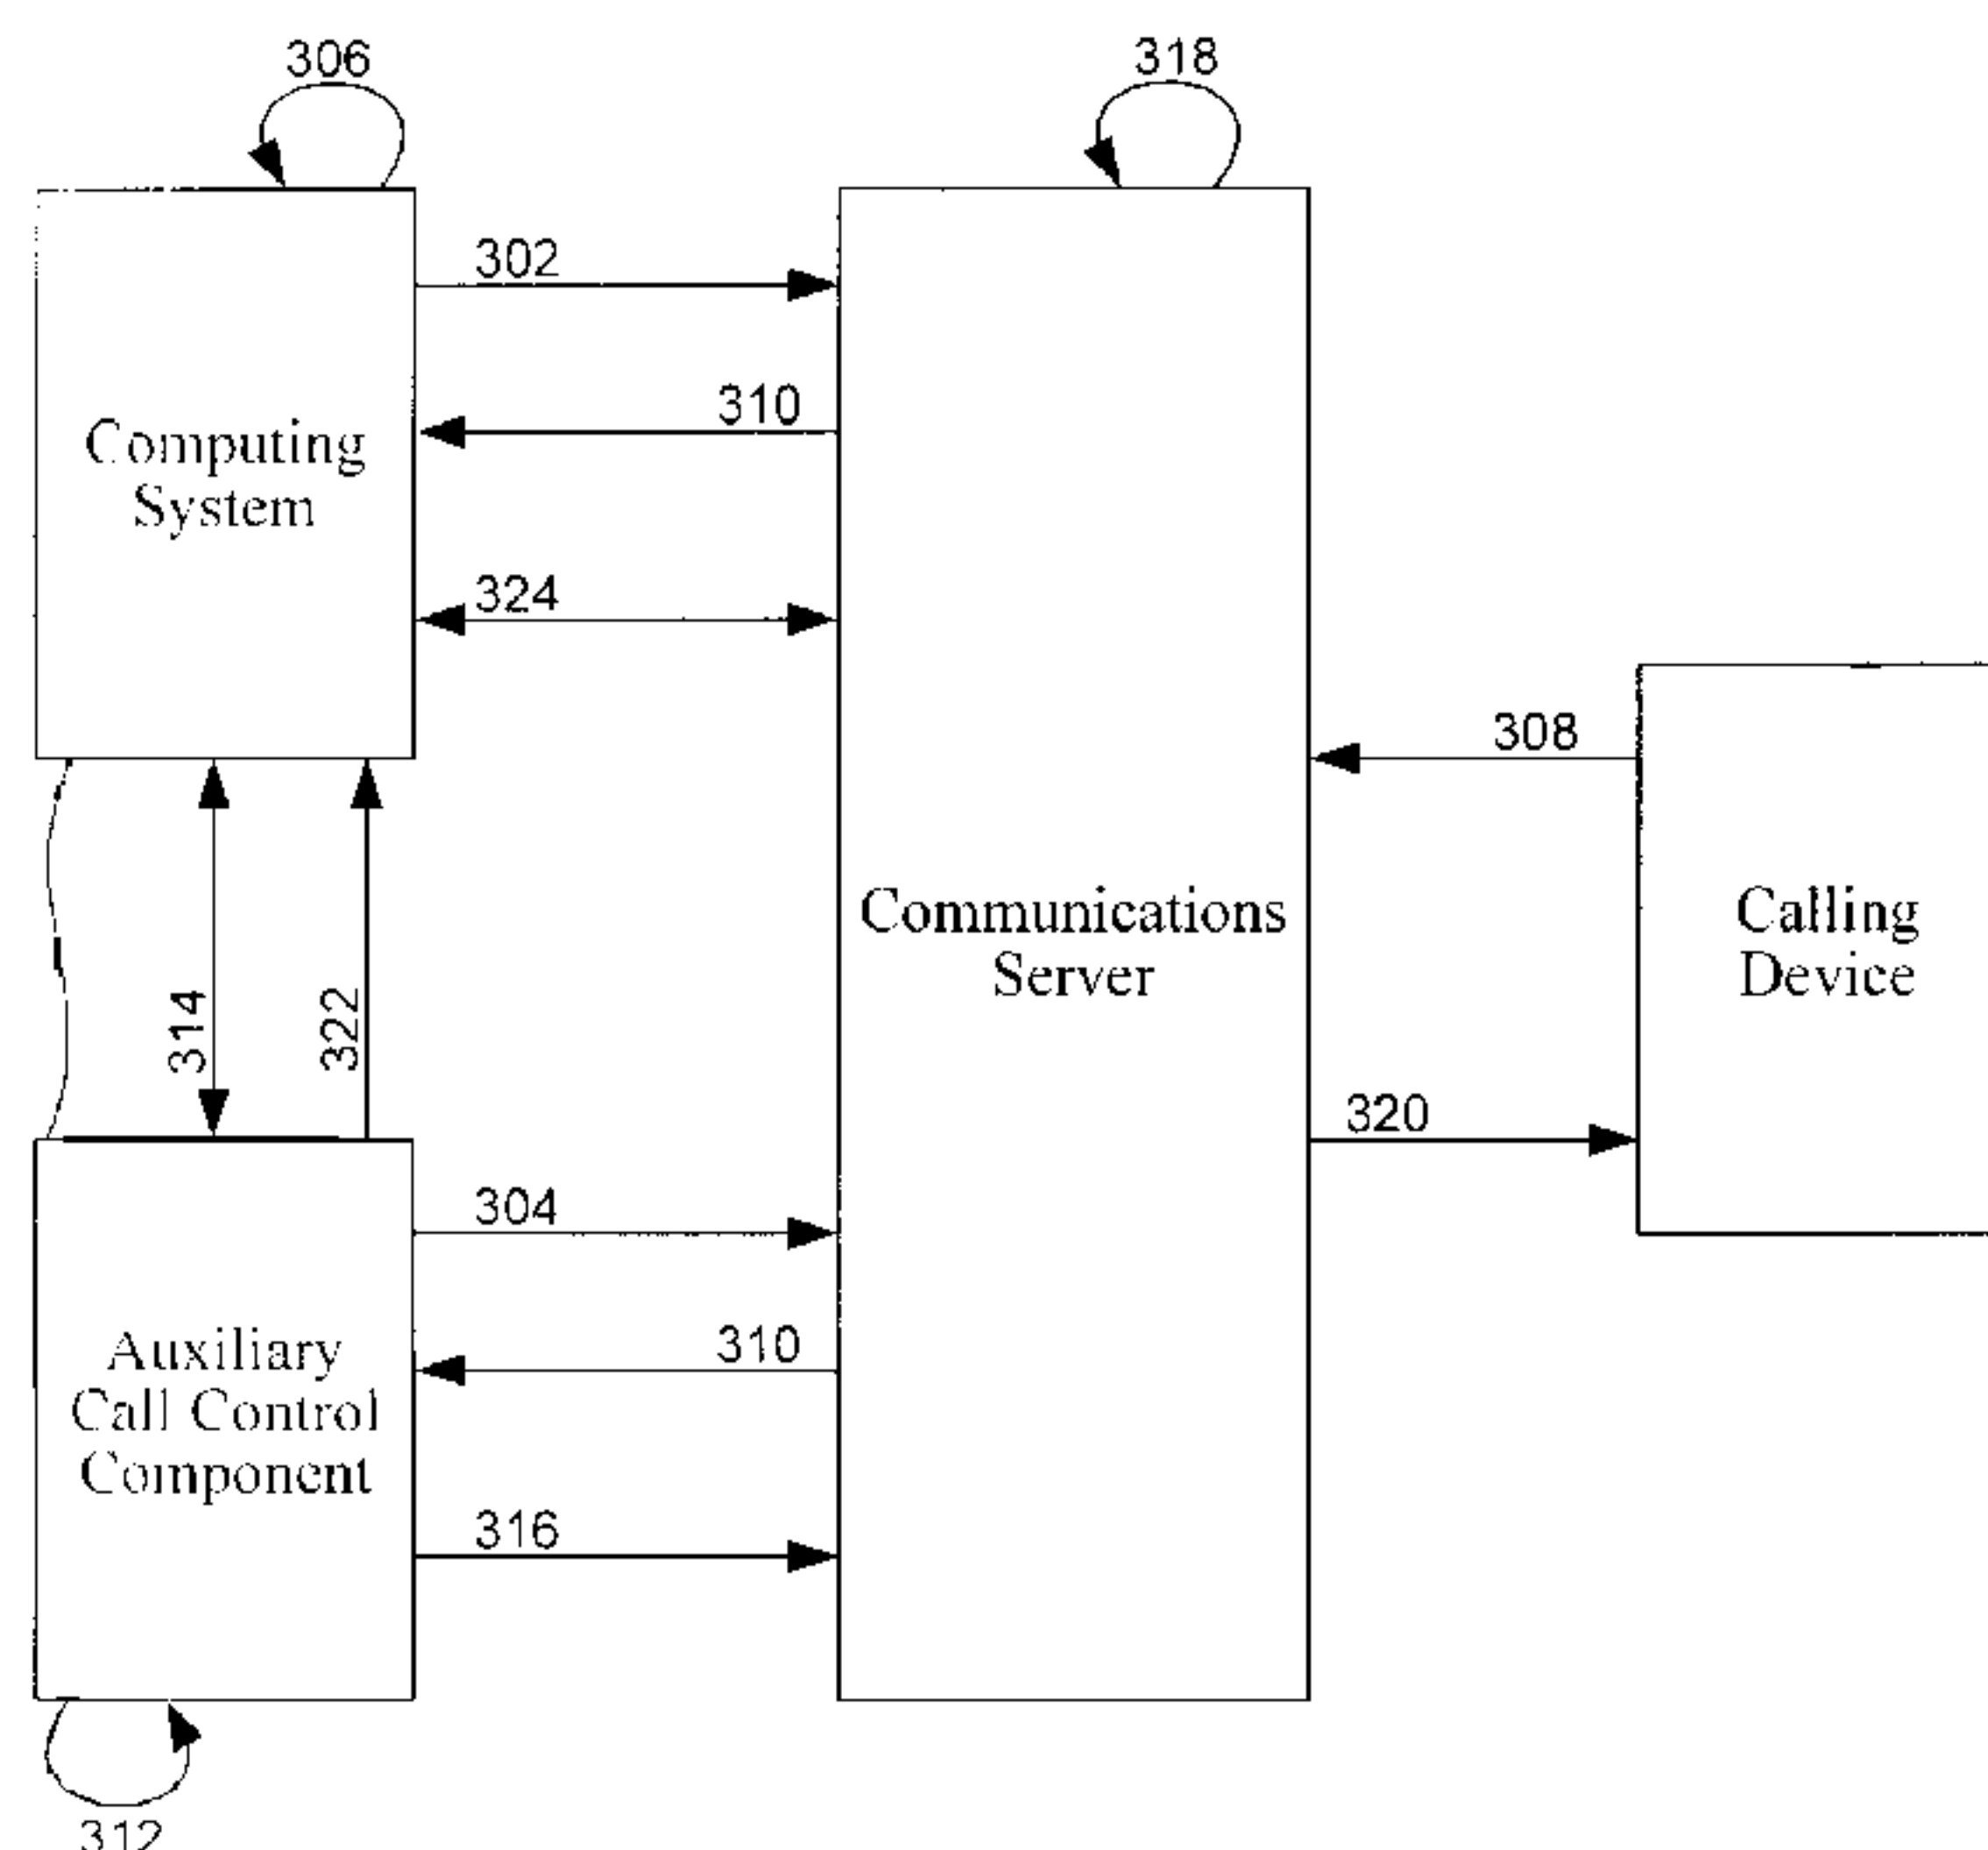 306
318
302
310
Computing
System
324
308
Communications
Server
Calling
Device
314
322
320
304
310
Auxiliary
Call Control
Component
316
312